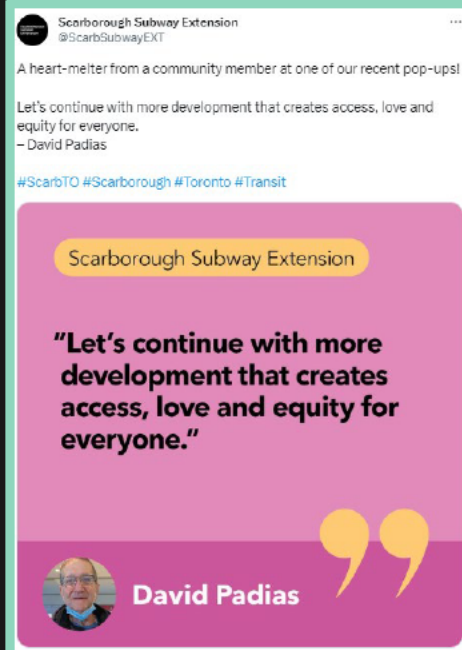 Scarborough Subway Extension
@ScarbSubwayEXT
A heart-melter from a community member at one of our recent pop-ups!
Let's continue with more development that creates access, love and
equity for everyone.
– David Padias
#ScarbTO #Scarborough #Toronto #Transit
Scarborough Subway Extension
"Let's continue with more
development that creates
access, love and equity for
everyone."
David Padias